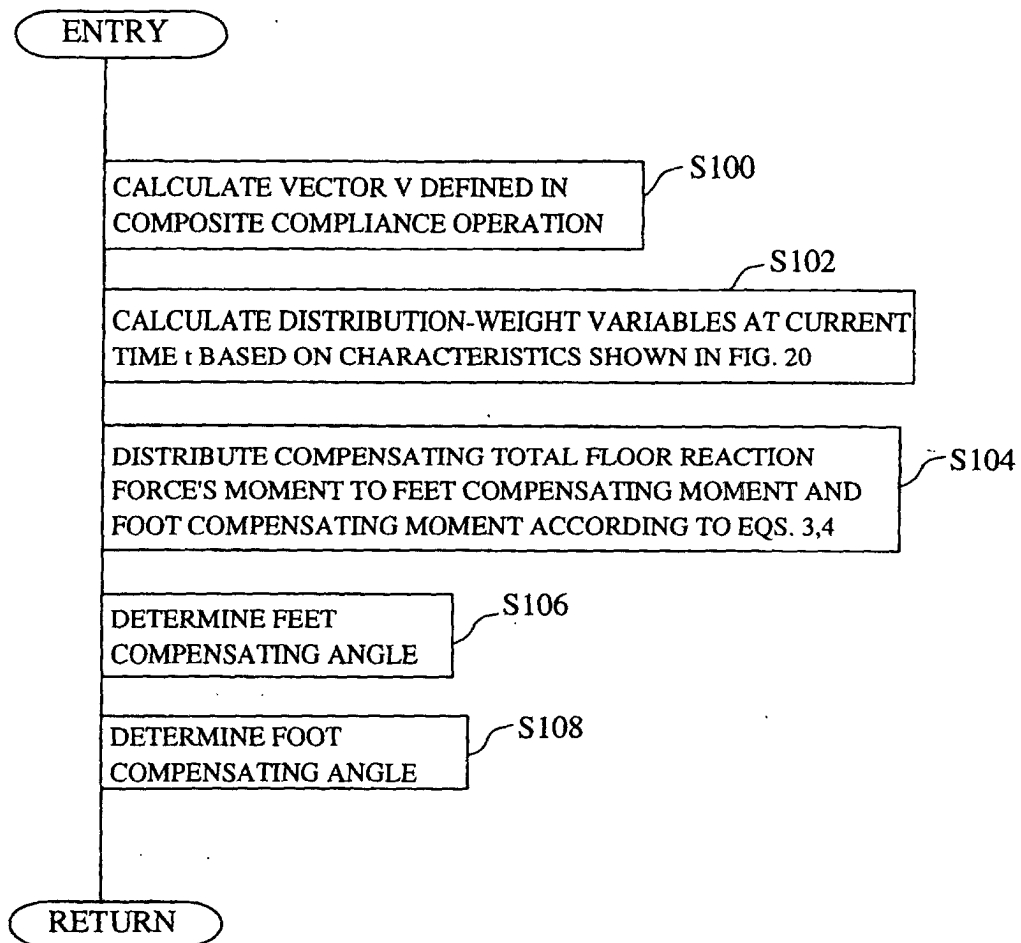 ENTRY
S100
CALCULATE VECTOR V DEFINED IN
COMPOSITE COMPLIANCE OPERATION
S102
CALCULATE DISTRIBUTION-WEIGHT VARIABLES AT CURRENT
TIME t BASED ON CHARACTERISTICS SHOWN IN FIG. 20
S104
DISTRIBUTE COMPENSATING TOTAL FLOOR REACTION
FORCE'S MOMENT TO FEET COMPENSATING MOMENT AND
FOOT COMPENSATING MOMENT ACCORDING TO EQS. 3,4
S106
DETERMINE FEET
COMPENSATING ANGLE
S108
DETERMINE FOOT
COMPENSATING ANGLE
RETURN